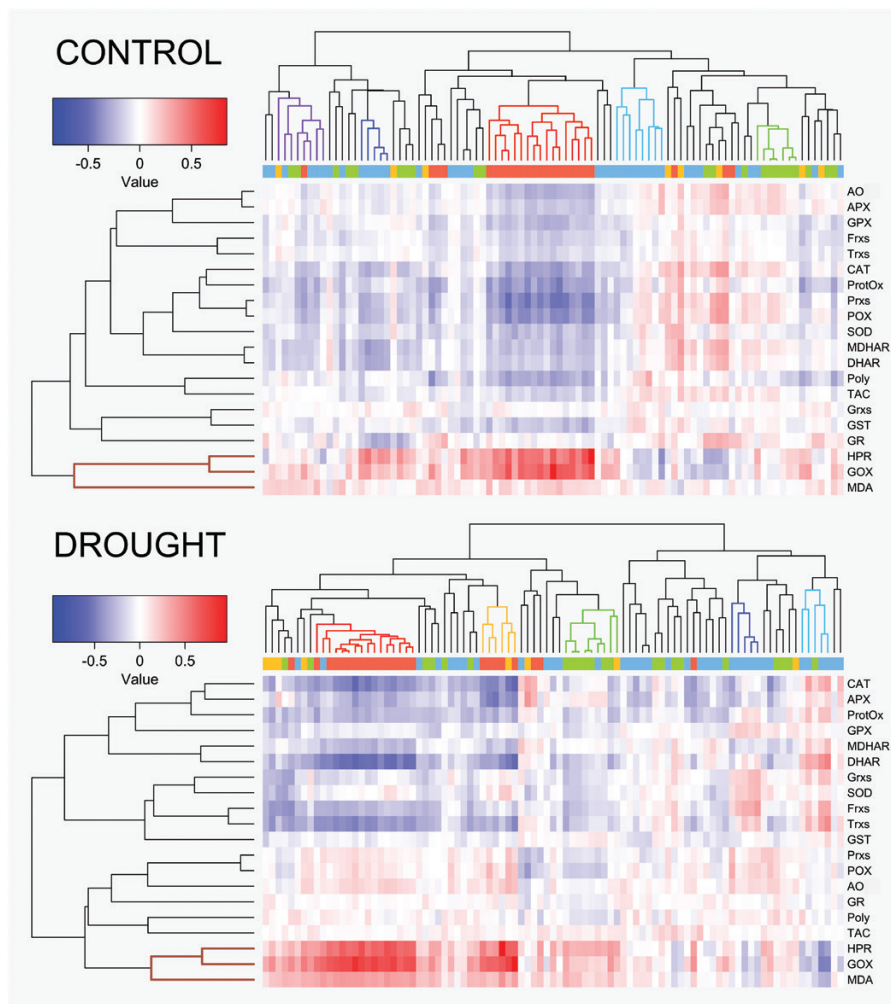 CONTROL
-0.5 0 0.5
Value
AO
APX
GPX
Frxs
Trxs
CAT
ProtOx
Prxs
POX
SOD
MDHAR
DHAR
Poly
TAC
Grxs
GST
GR
HPR
GOX
MDA
DROUGHT
-0.5 0 0.5
Value
CAT
APX
ProtOx
GPX
MDHAR
DHAR
Grxs
SOD
Frxs
Trxs
GST
Prxs
POX
AO
GR
Poly
TAC
HPR
GOX
MDA